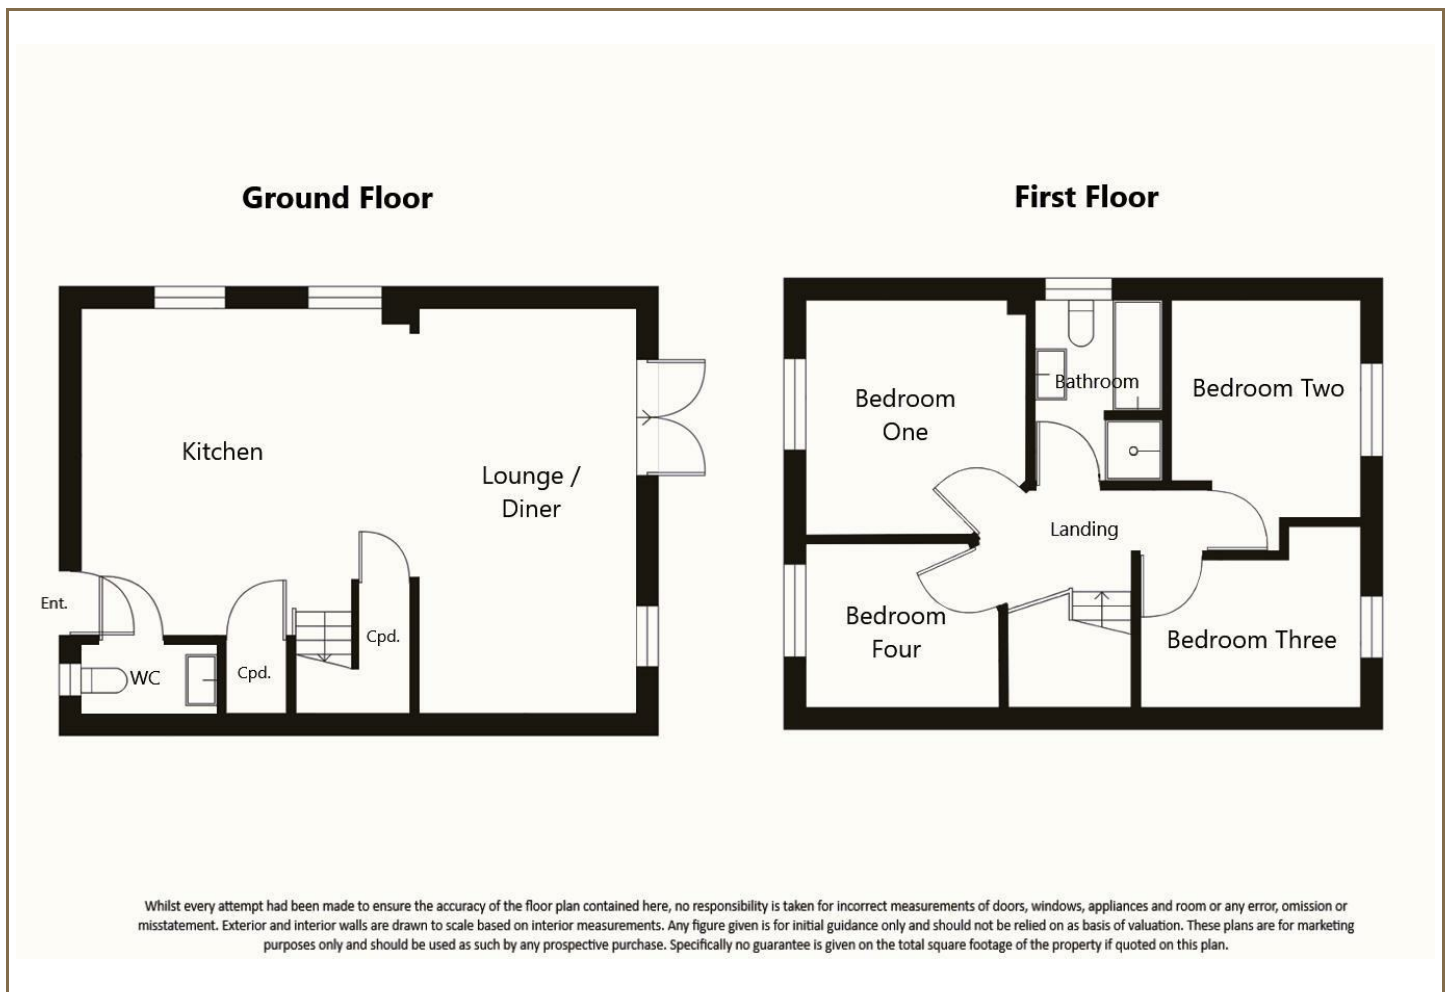 Ground Floor
Kitchen
Lounge /
Diner
Ent.
WC
Cpd.
Cpd.
First Floor
Bedroom
One
Bathroom
Bedroom Two
Landing
Bedroom
Four
Bedroom Three
Whilst every attempt had been made to ensure the accuracy of the floor plan contained here, no responsibility is taken for incorrect measurements of doors, windows, appliances and room or any error, omission or
misstatement. Exterior and interior walls are drawn to scale based on interior measurements. Any figure given is for initial guidance only and should not be relied on as basis of valuation. These plans are for marketing
purposes only and should be used as such by any prospective purchase. Specifically no guarantee is given on the total square footage of the property if quoted on this plan.